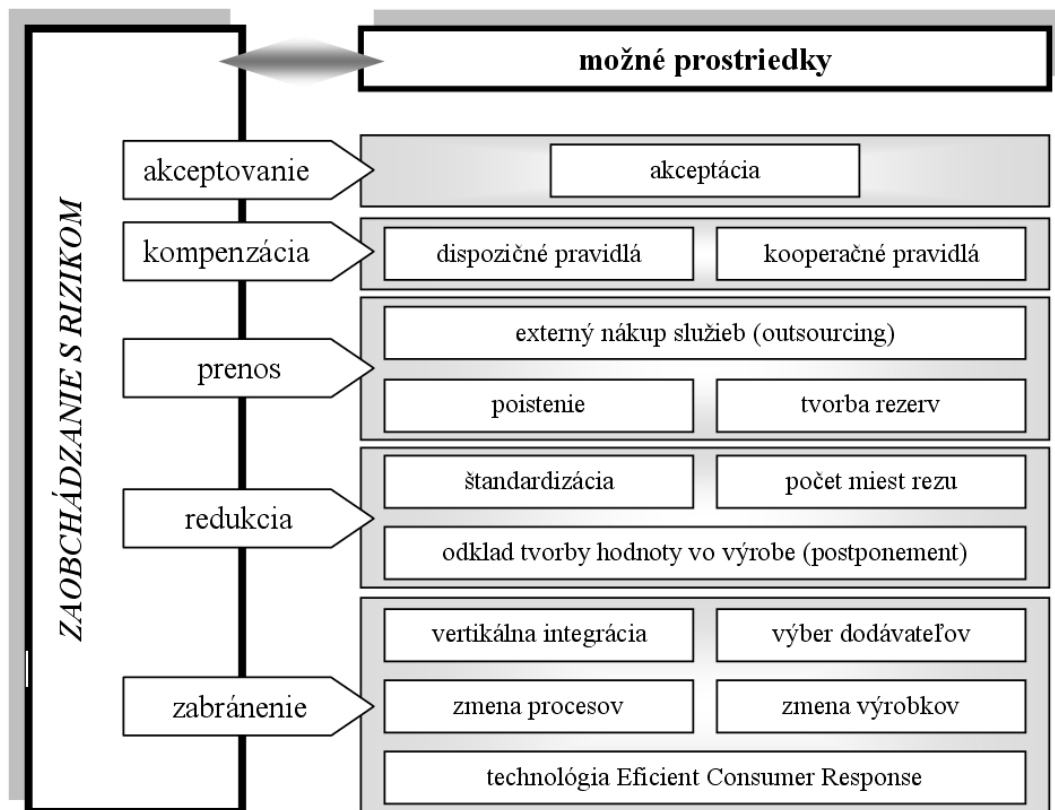 možné prostriedky
ZAOBCHÁDZANIE S RIZIKOM
akceptovanie
akceptácia
kompenzácia
dispozičné pravidlá
kooperačné pravidlá
prenos
externý nákup služieb (outsourcing)
poistenie
tvorba rezerv
redukcia
štandardizácia
počet miest rezu
odklad tvorby hodnoty vo výrobe (postponement)
zabránenie
vertikálna integrácia
výber dodávateľov
zmena procesov
zmena výrobkov
technológia Eficient Consumer Response